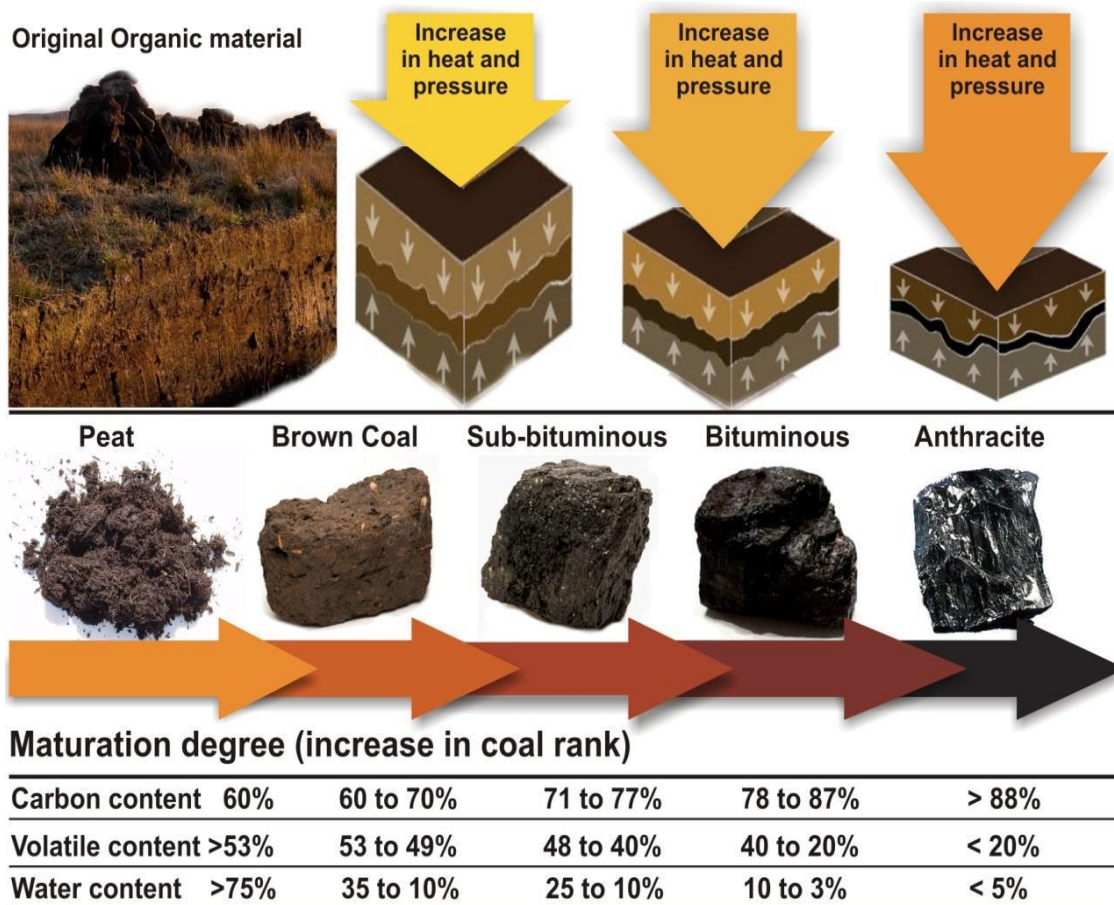 Original Organic material
Increase
in heat and
pressure
Increase
in heat and
pressure
Increase
in heat and
pressure
Peat
Brown Coal
Sub-bituminous
Bituminous
Anthracite
Maturation degree (increase in coal rank)
Carbon content 60% 60 to 70% 71 to 77% 78 to 87% > 88%
Volatile content >53% 53 to 49% 48 to 40% 40 to 20% < 20%
Water content >75% 35 to 10% 25 to 10% 10 to 3% < 5%